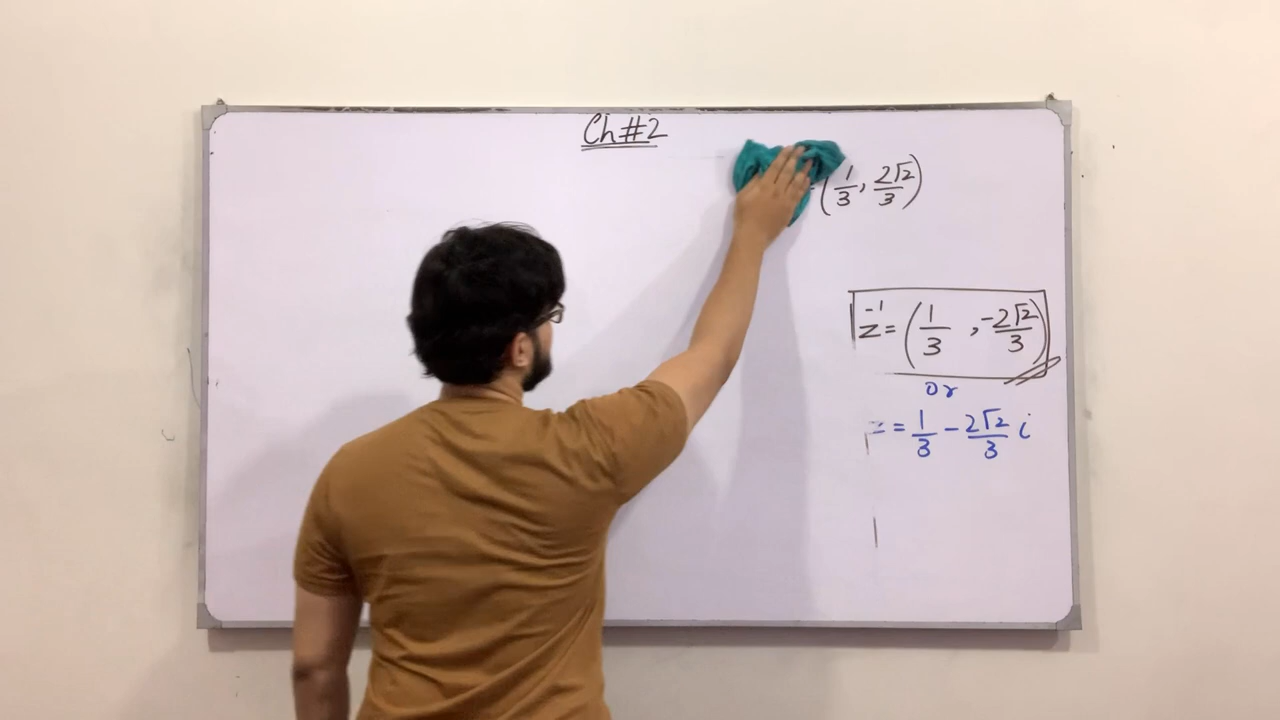 Ch#2
(1/3, 2√2/3)
z⁻¹ = (1/3, -2√2/3)
or
= 1/3 - 2√2/3 i